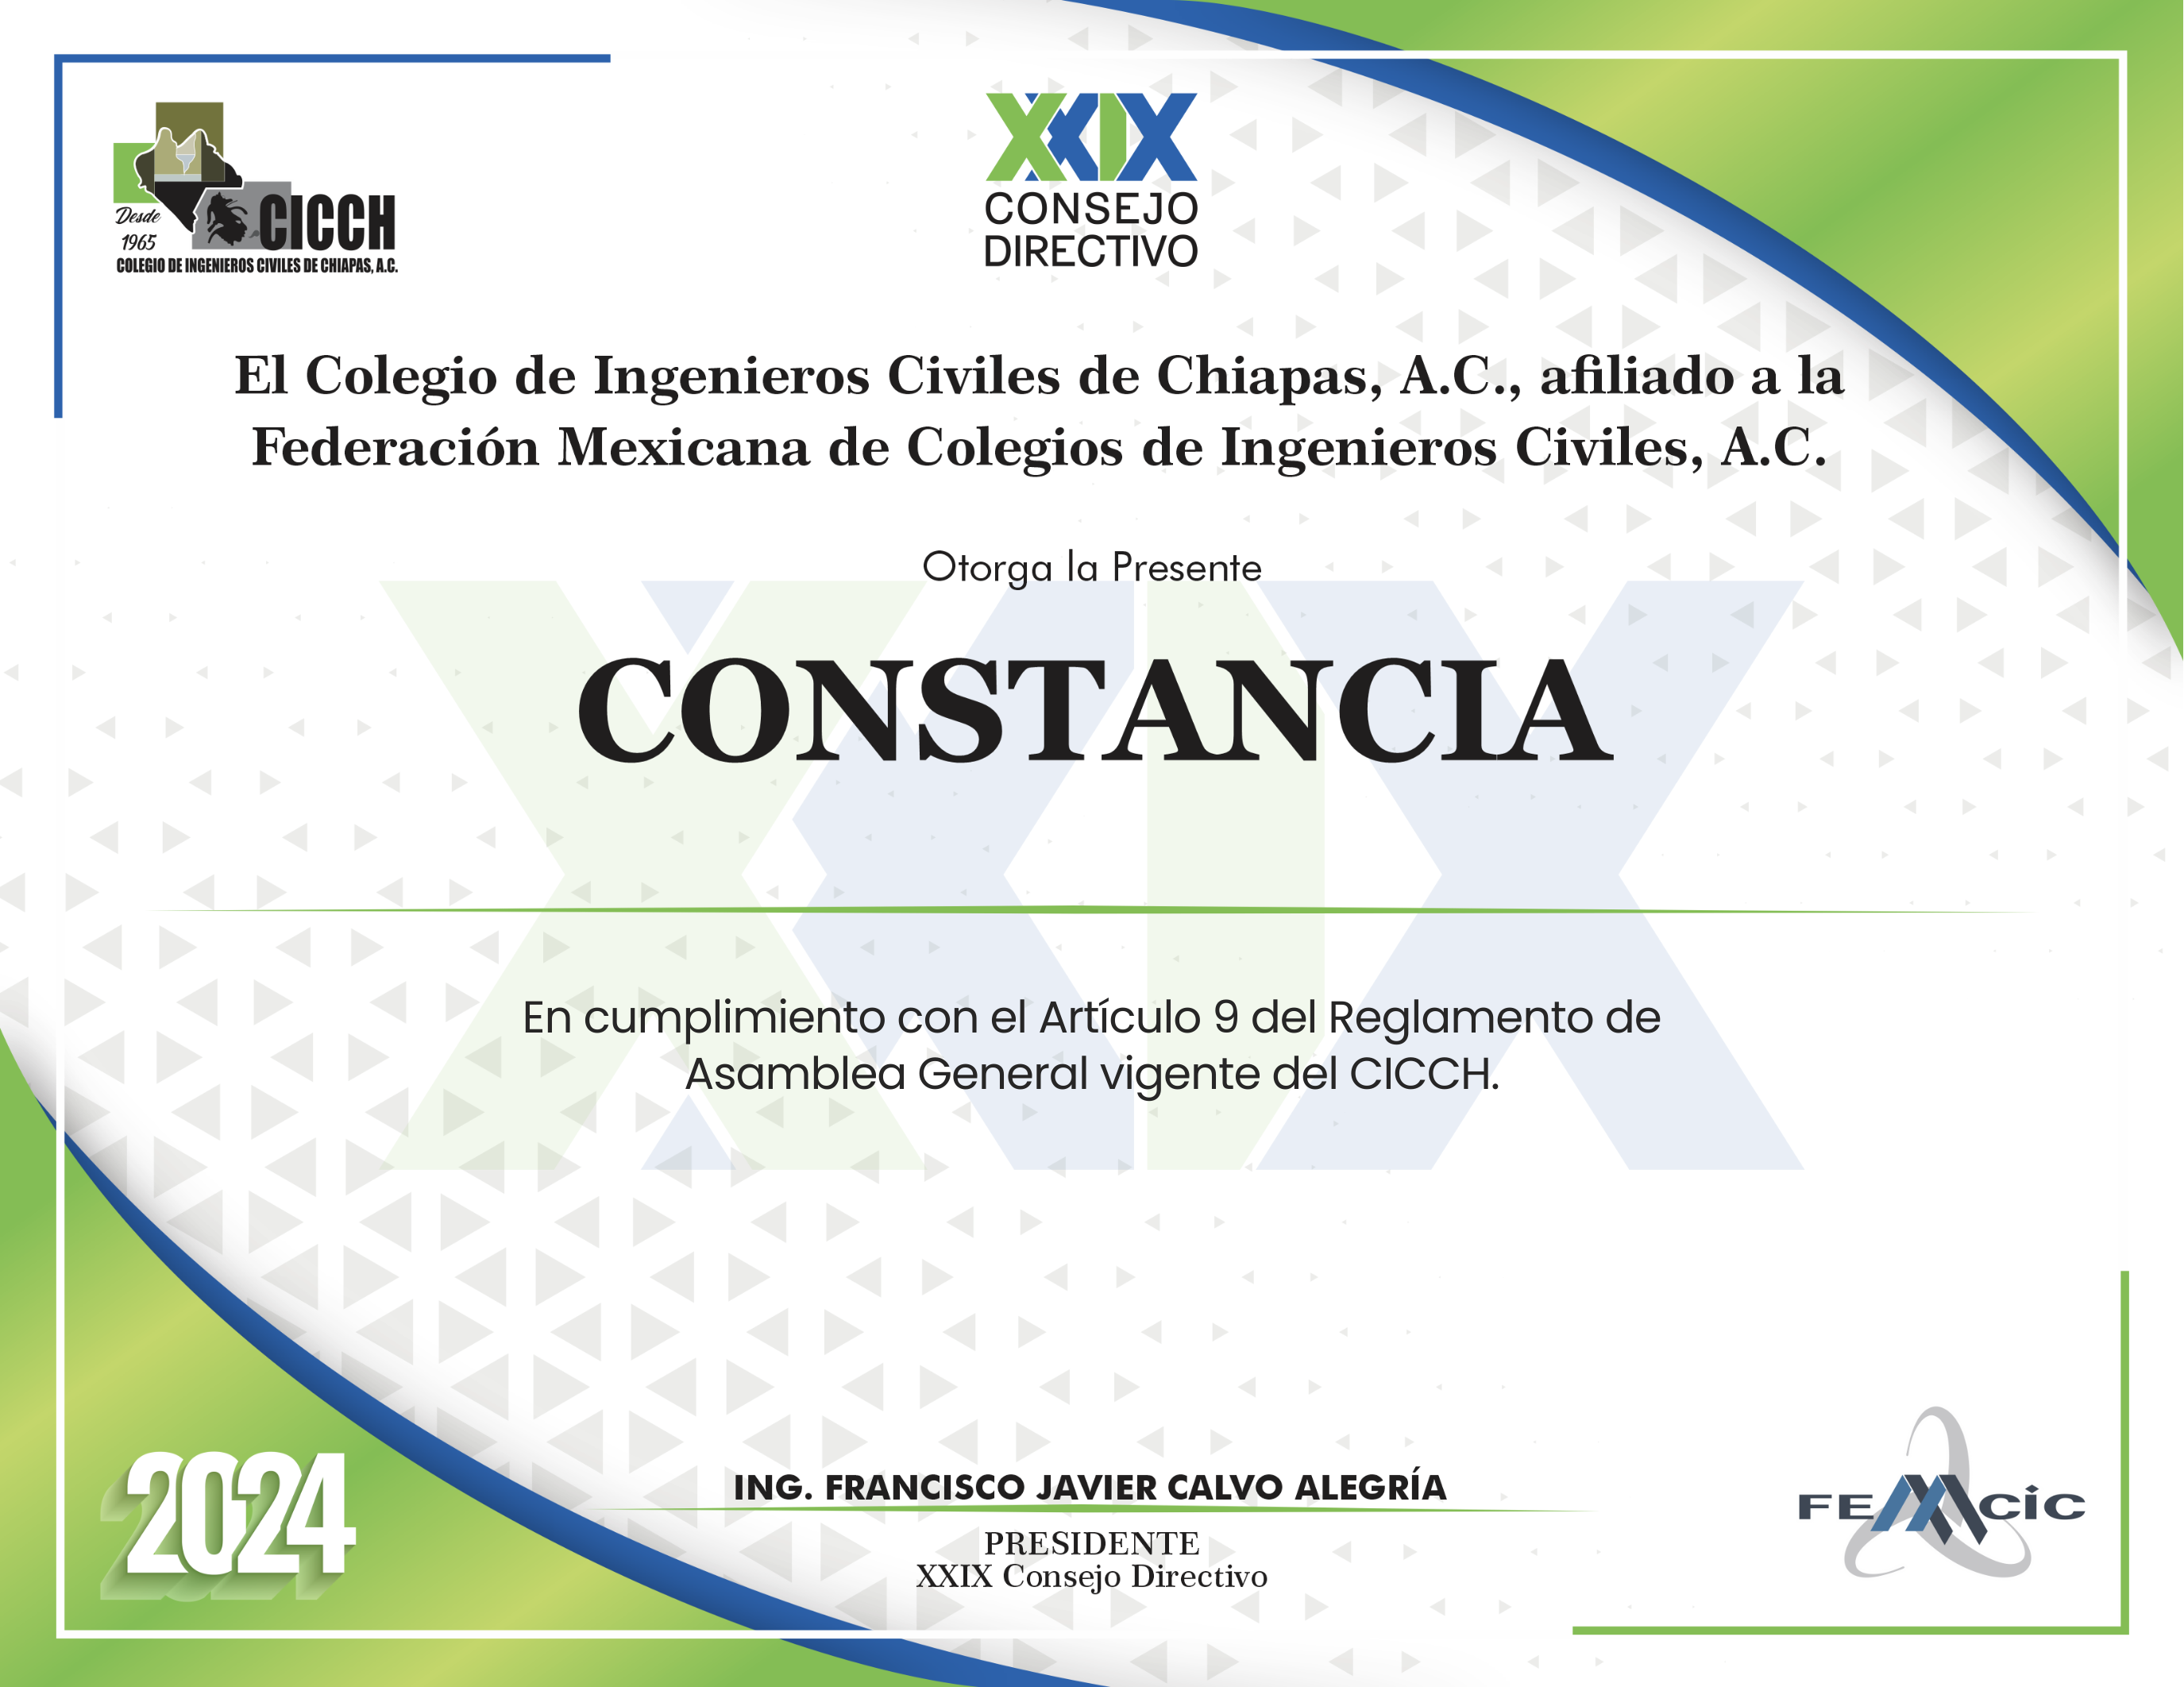 Desde
1965
CICCH
COLEGIO DE INGENIEROS CIVILES DE CHIAPAS, A.C.
XXIX
CONSEJO
DIRECTIVO
El Colegio de Ingenieros Civiles de Chiapas, A.C., afiliado a la
Federación Mexicana de Colegios de Ingenieros Civiles, A.C.
Otorga la Presente
CONSTANCIA
XXIX
En cumplimiento con el Artículo 9 del Reglamento de
Asamblea General vigente del CICCH.
2024
ING. FRANCISCO JAVIER CALVO ALEGRÍA
PRESIDENTE
XXIX Consejo Directivo
FEMCIC